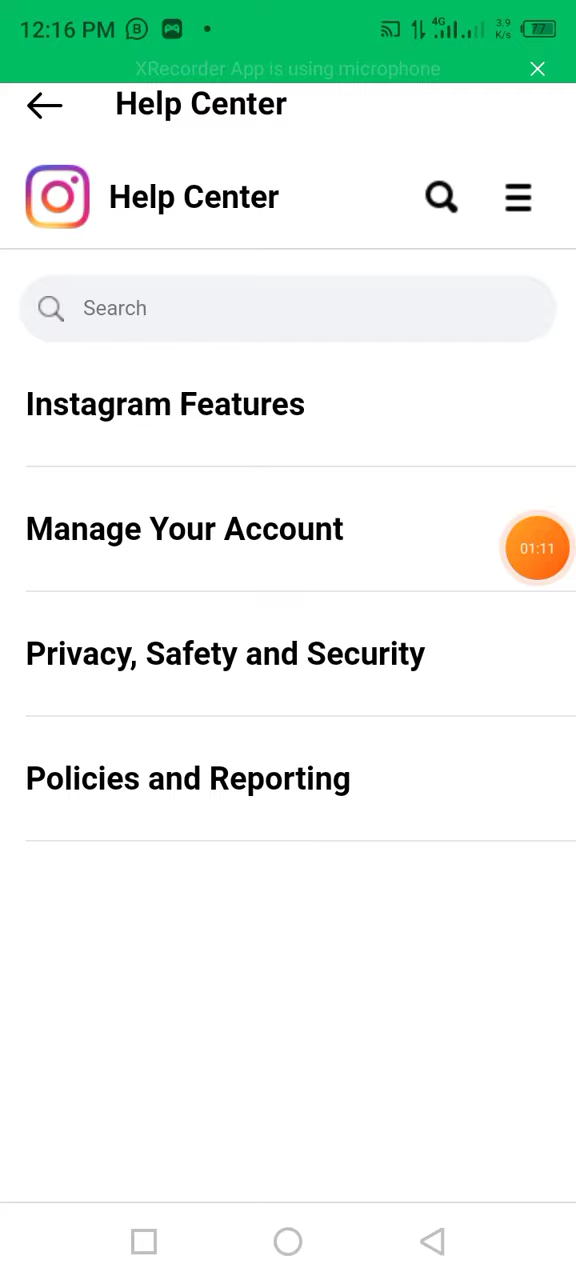 12:16 PM B 4G 3.9 K/s 77
XRecorder App is using microphone
Help Center
Help Center
Search
Instagram Features
Manage Your Account
01:11
Privacy, Safety and Security
Policies and Reporting